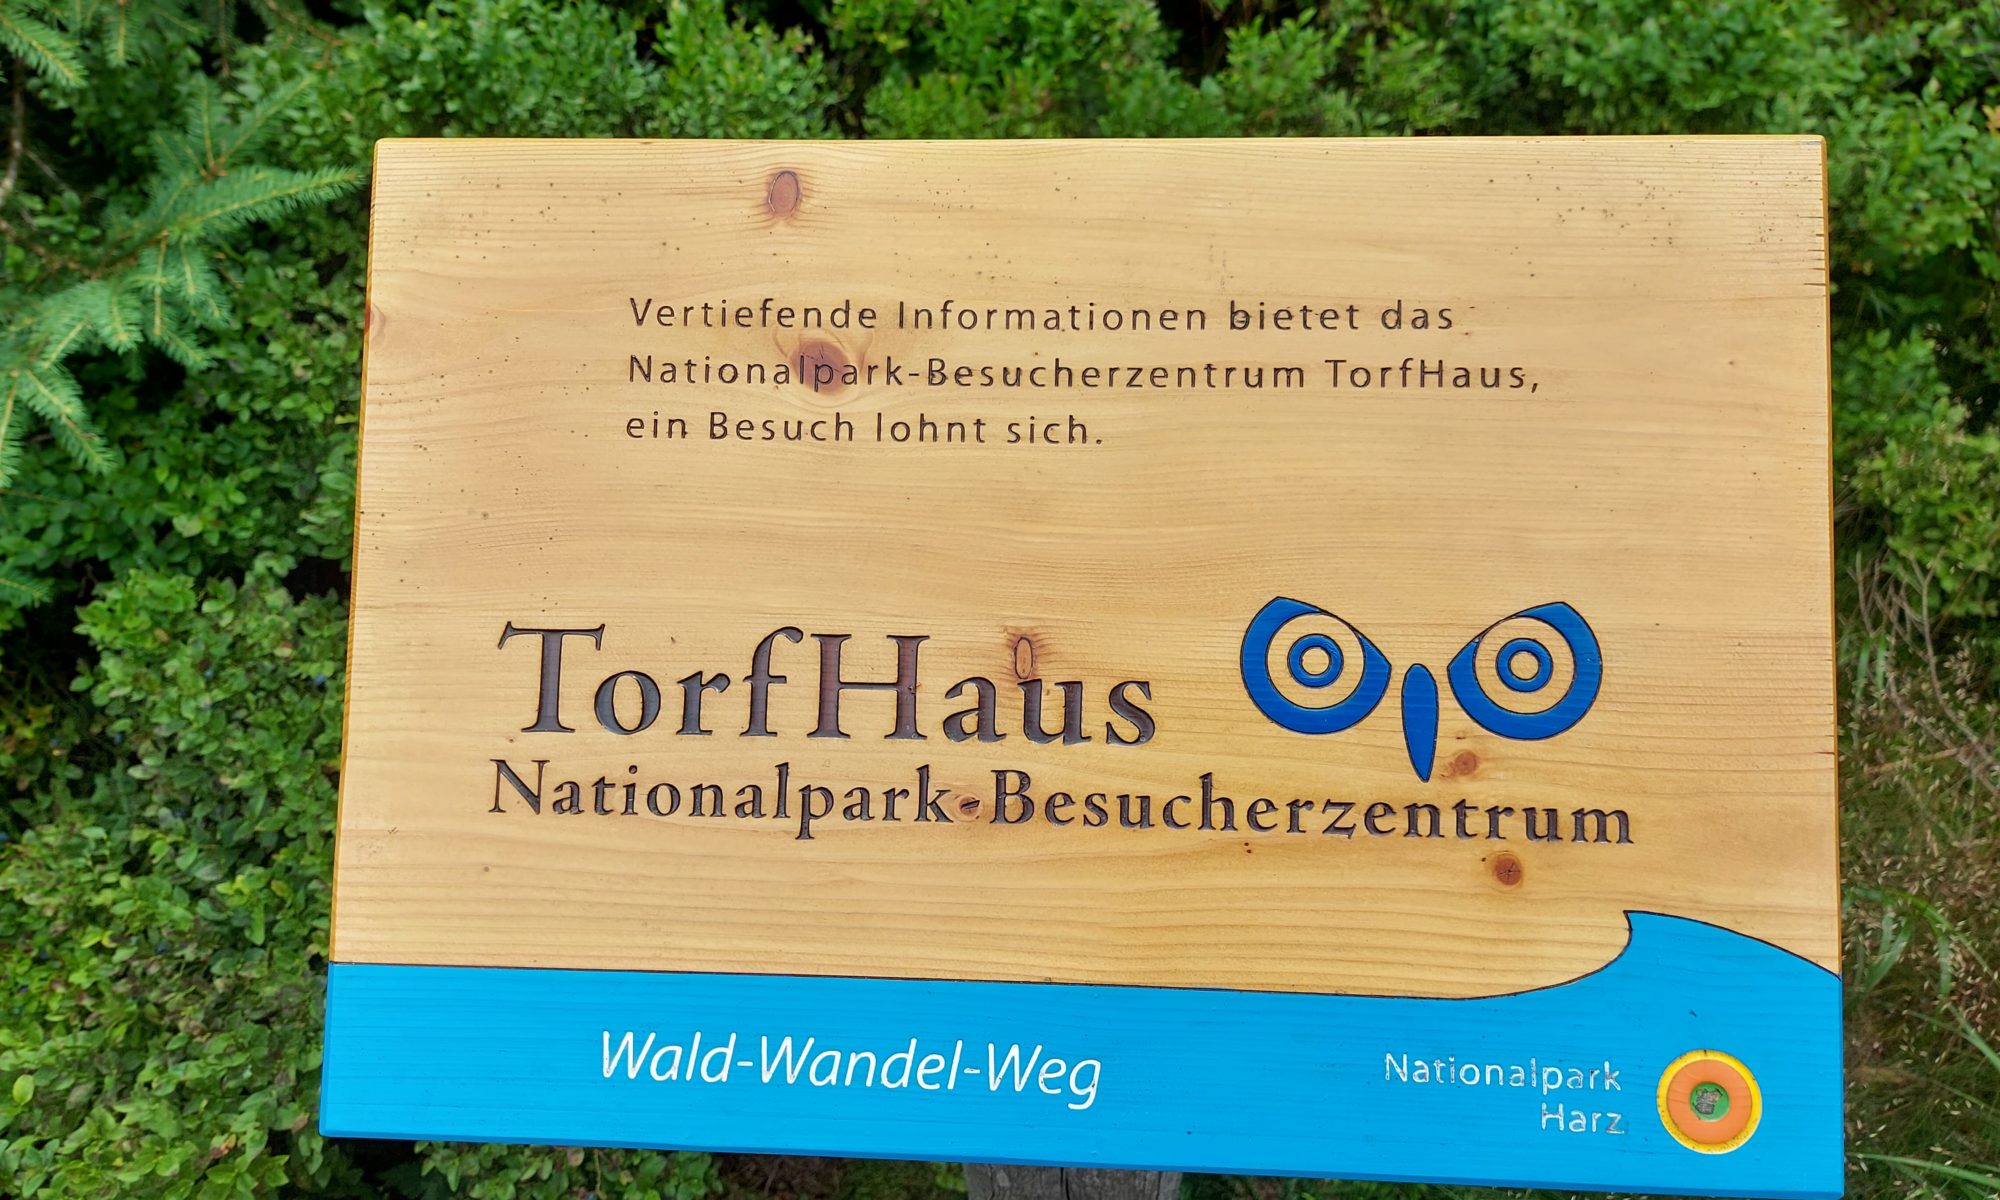 Vertiefende Informationen bietet das
Nationalpark-Besucherzentrum TorfHaus,
ein Besuch lohnt sich.
TorfHaus
Nationalpark-Besucherzentrum
Wald-Wandel-Weg
Nationalpark
Harz